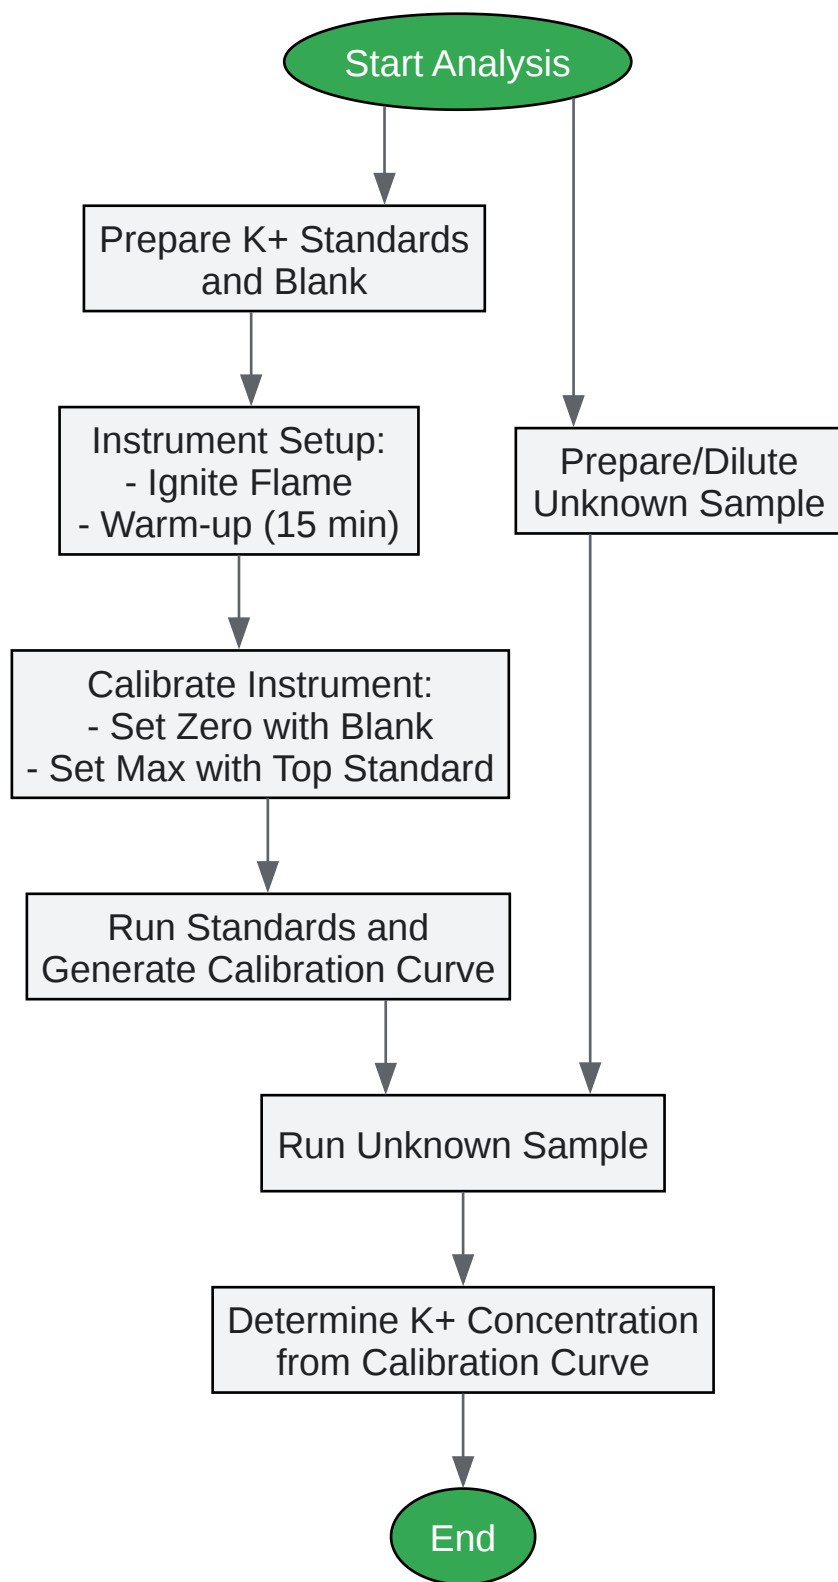 Start Analysis
Prepare K+ Standards
and Blank
Instrument Setup:
- Ignite Flame
- Warm-up (15 min)
Prepare/Dilute
Unknown Sample
Calibrate Instrument:
- Set Zero with Blank
- Set Max with Top Standard
Run Standards and
Generate Calibration Curve
Run Unknown Sample
Determine K+ Concentration
from Calibration Curve
End